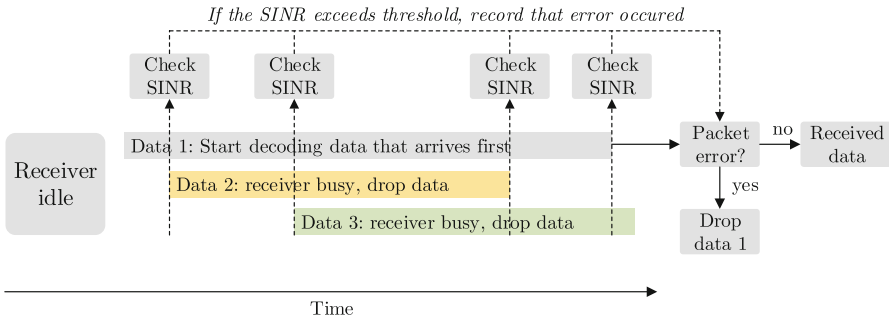 If the SINR exceeds threshold, record that error occured
Check
SINR
Check
SINR
Check
SINR
Check
SINR
Receiver
idle
Data 1: Start decoding data that arrives first
Data 2: receiver busy, drop data
Data 3: receiver busy, drop data
Packet
error?
no
Received
data
yes
Drop
data 1
Time